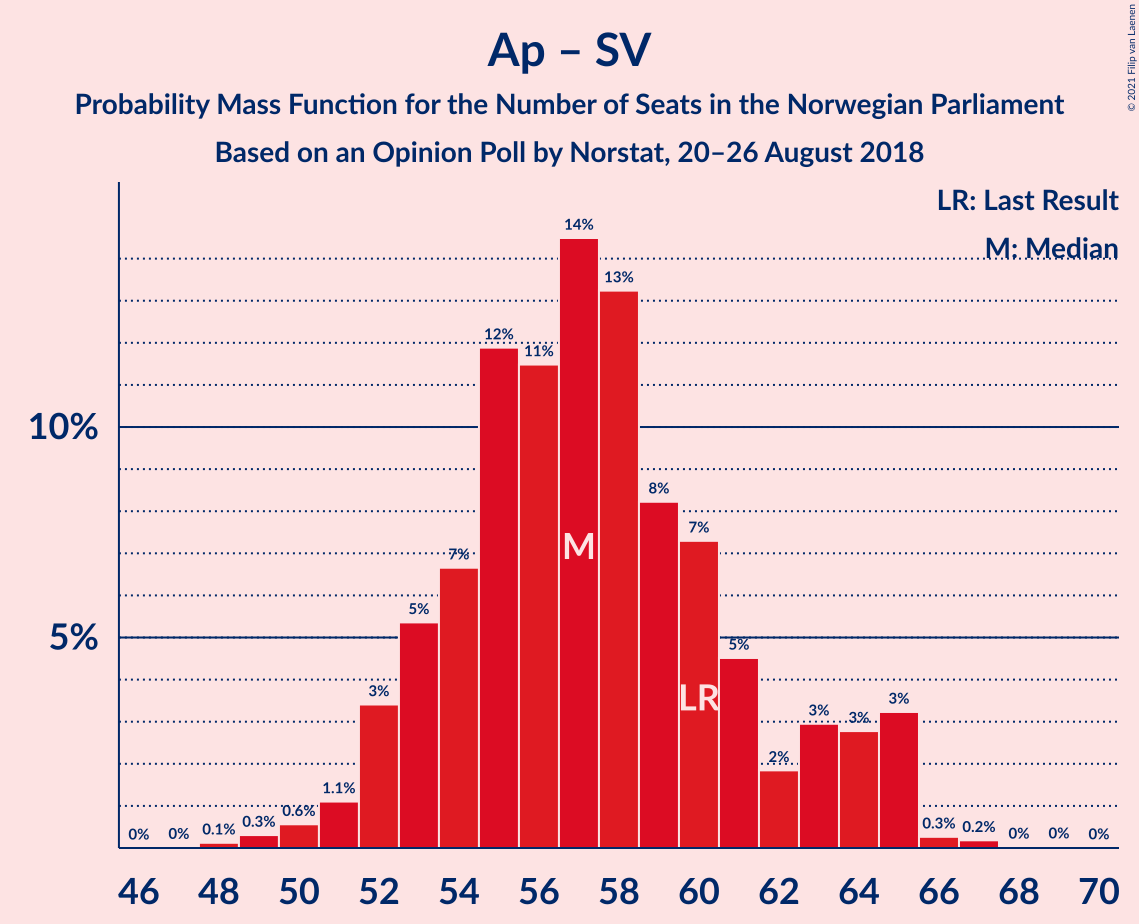 Ap – SV
Probability Mass Function for the Number of Seats in the Norwegian Parliament
Based on an Opinion Poll by Norstat, 20–26 August 2018
© 2021 Filip van Laenen
LR: Last Result
M: Median
10%
5%
0% 0% 0.1% 0.3% 0.6% 1.1% 3% 5% 7% 12% 11% 14% 13% 8% 7% 5% 2% 3% 3% 3% 0.3% 0.2% 0% 0% 0%
M
LR
46 48 50 52 54 56 58 60 62 64 66 68 70